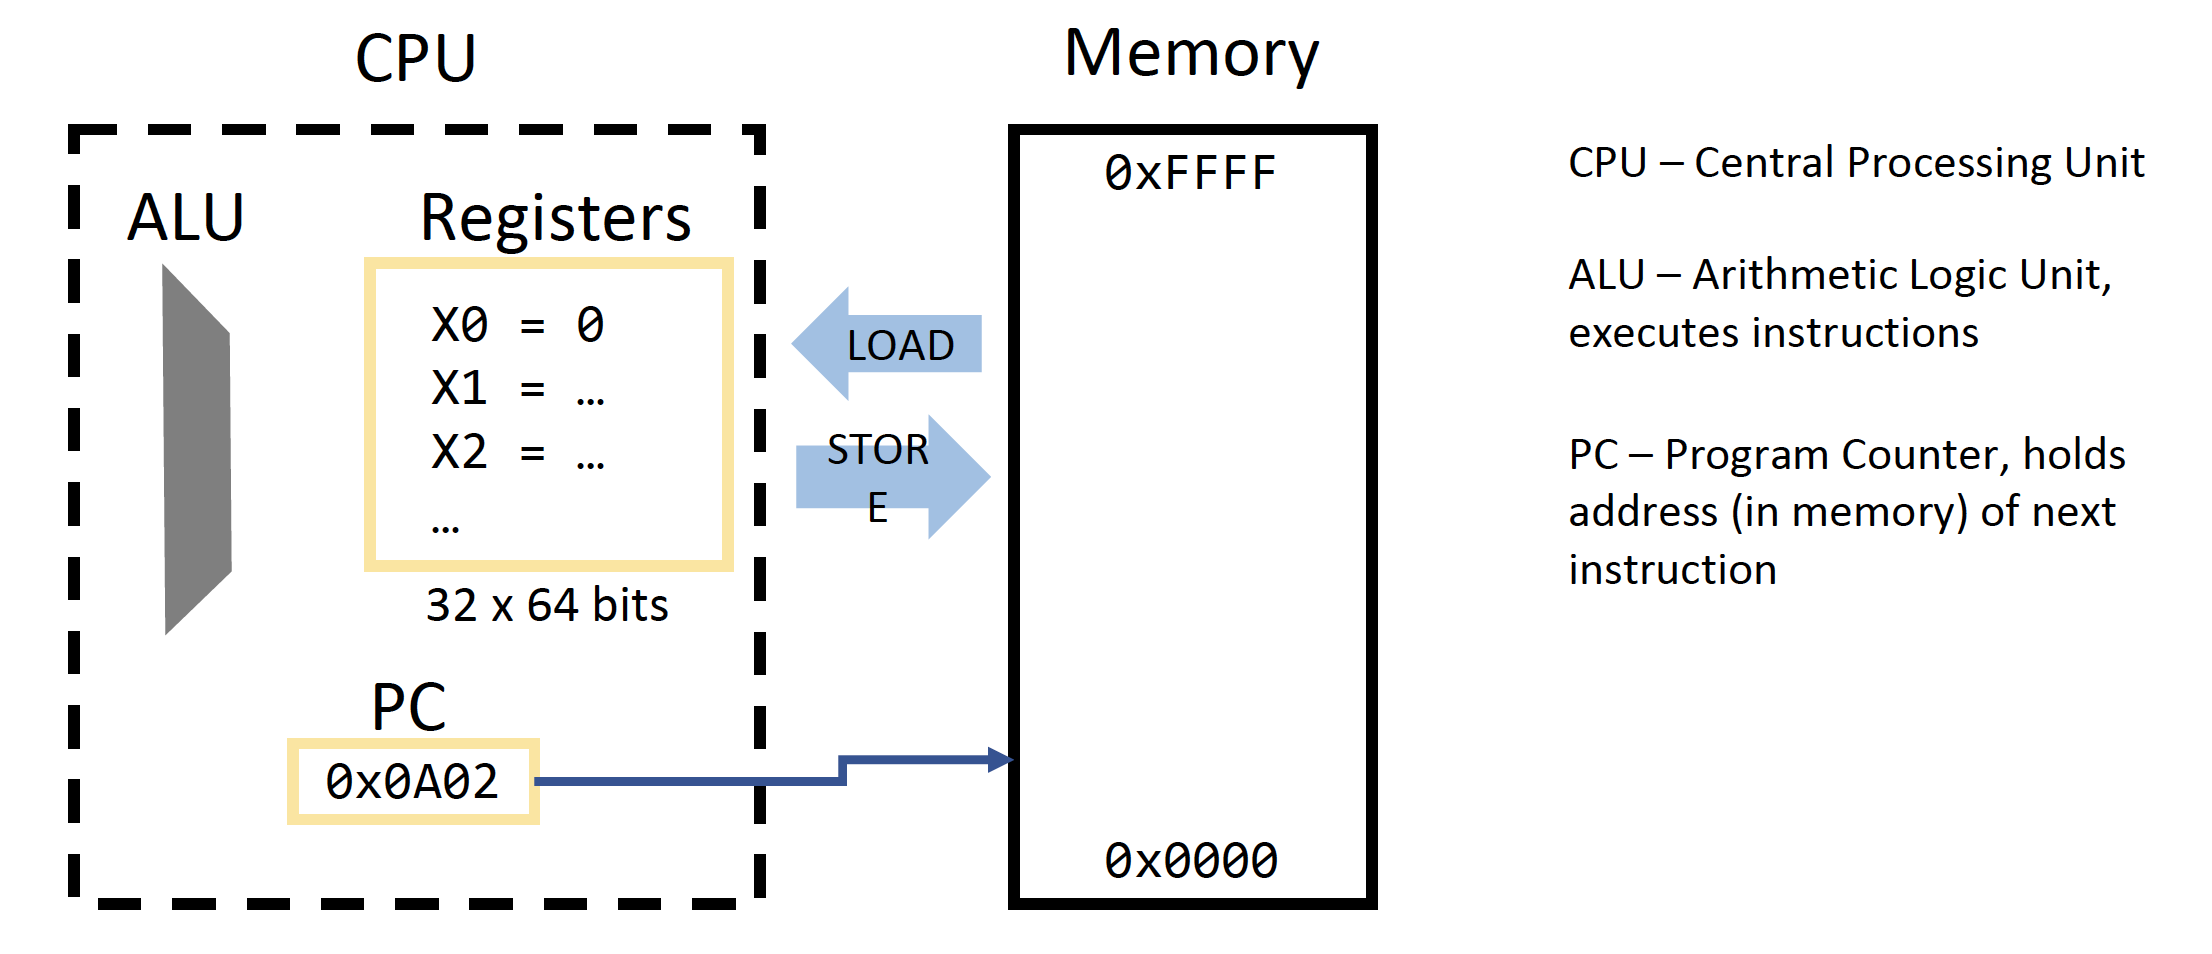 CPU
Memory
ALU
Registers
X0 = 0
X1 = …
X2 = …
…
32 x 64 bits
PC
0x0A02
LOAD
STOR
E
0xFFFF
0x0000
CPU – Central Processing Unit
ALU – Arithmetic Logic Unit,
executes instructions
PC – Program Counter, holds
address (in memory) of next
instruction